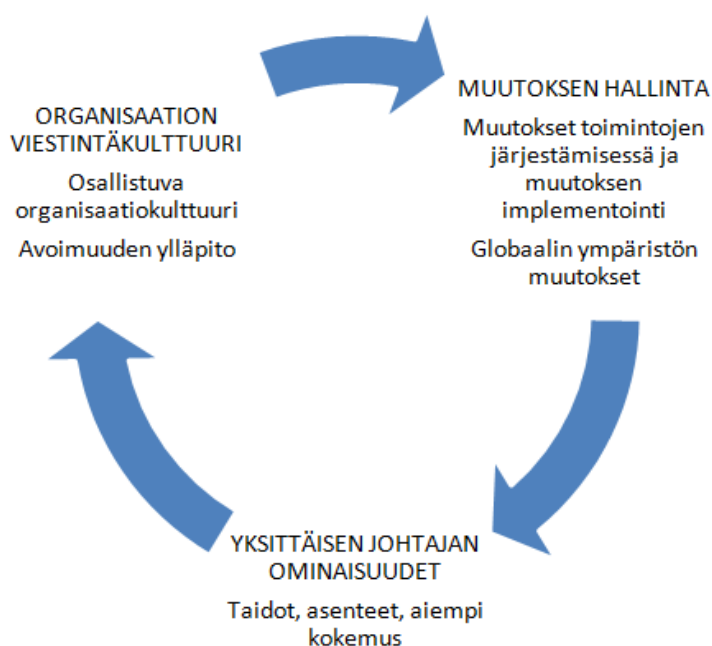 ORGANISAATION
VIESTINTÄKULTTUURI
Osallistuva
organisaatiokulttuuri
Avoimuuden ylläpito
MUUTOKSEN HALLINTA
Muutokset toimintojen
järjestämisessä ja
muutoksen
implementointi
Globaalin ympäristön
muutokset
YKSITTÄISEN JOHTAJAN
OMINAISUUDET
Taidot, asenteet, aiempi
kokemus